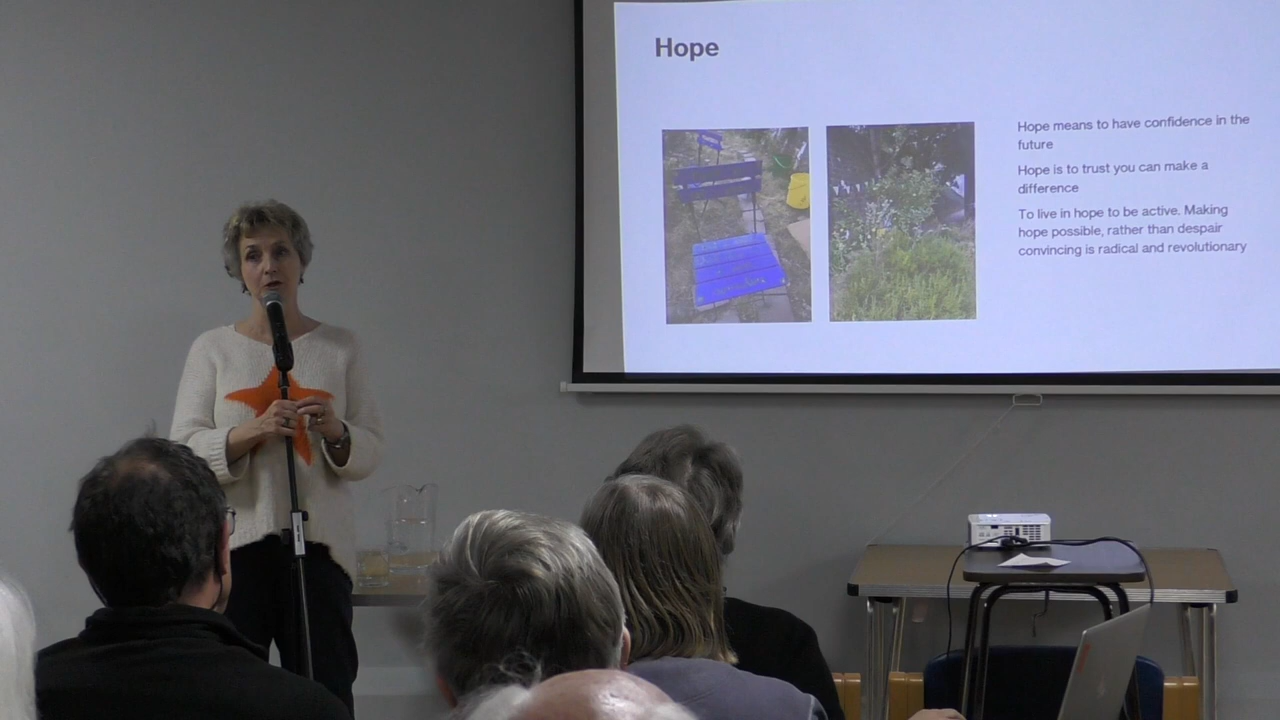 Hope
Hope means to have confidence in the
future
Hope is to trust you can make a
difference
To live in hope to be active. Making
hope possible, rather than despair
convincing is radical and revolutionary